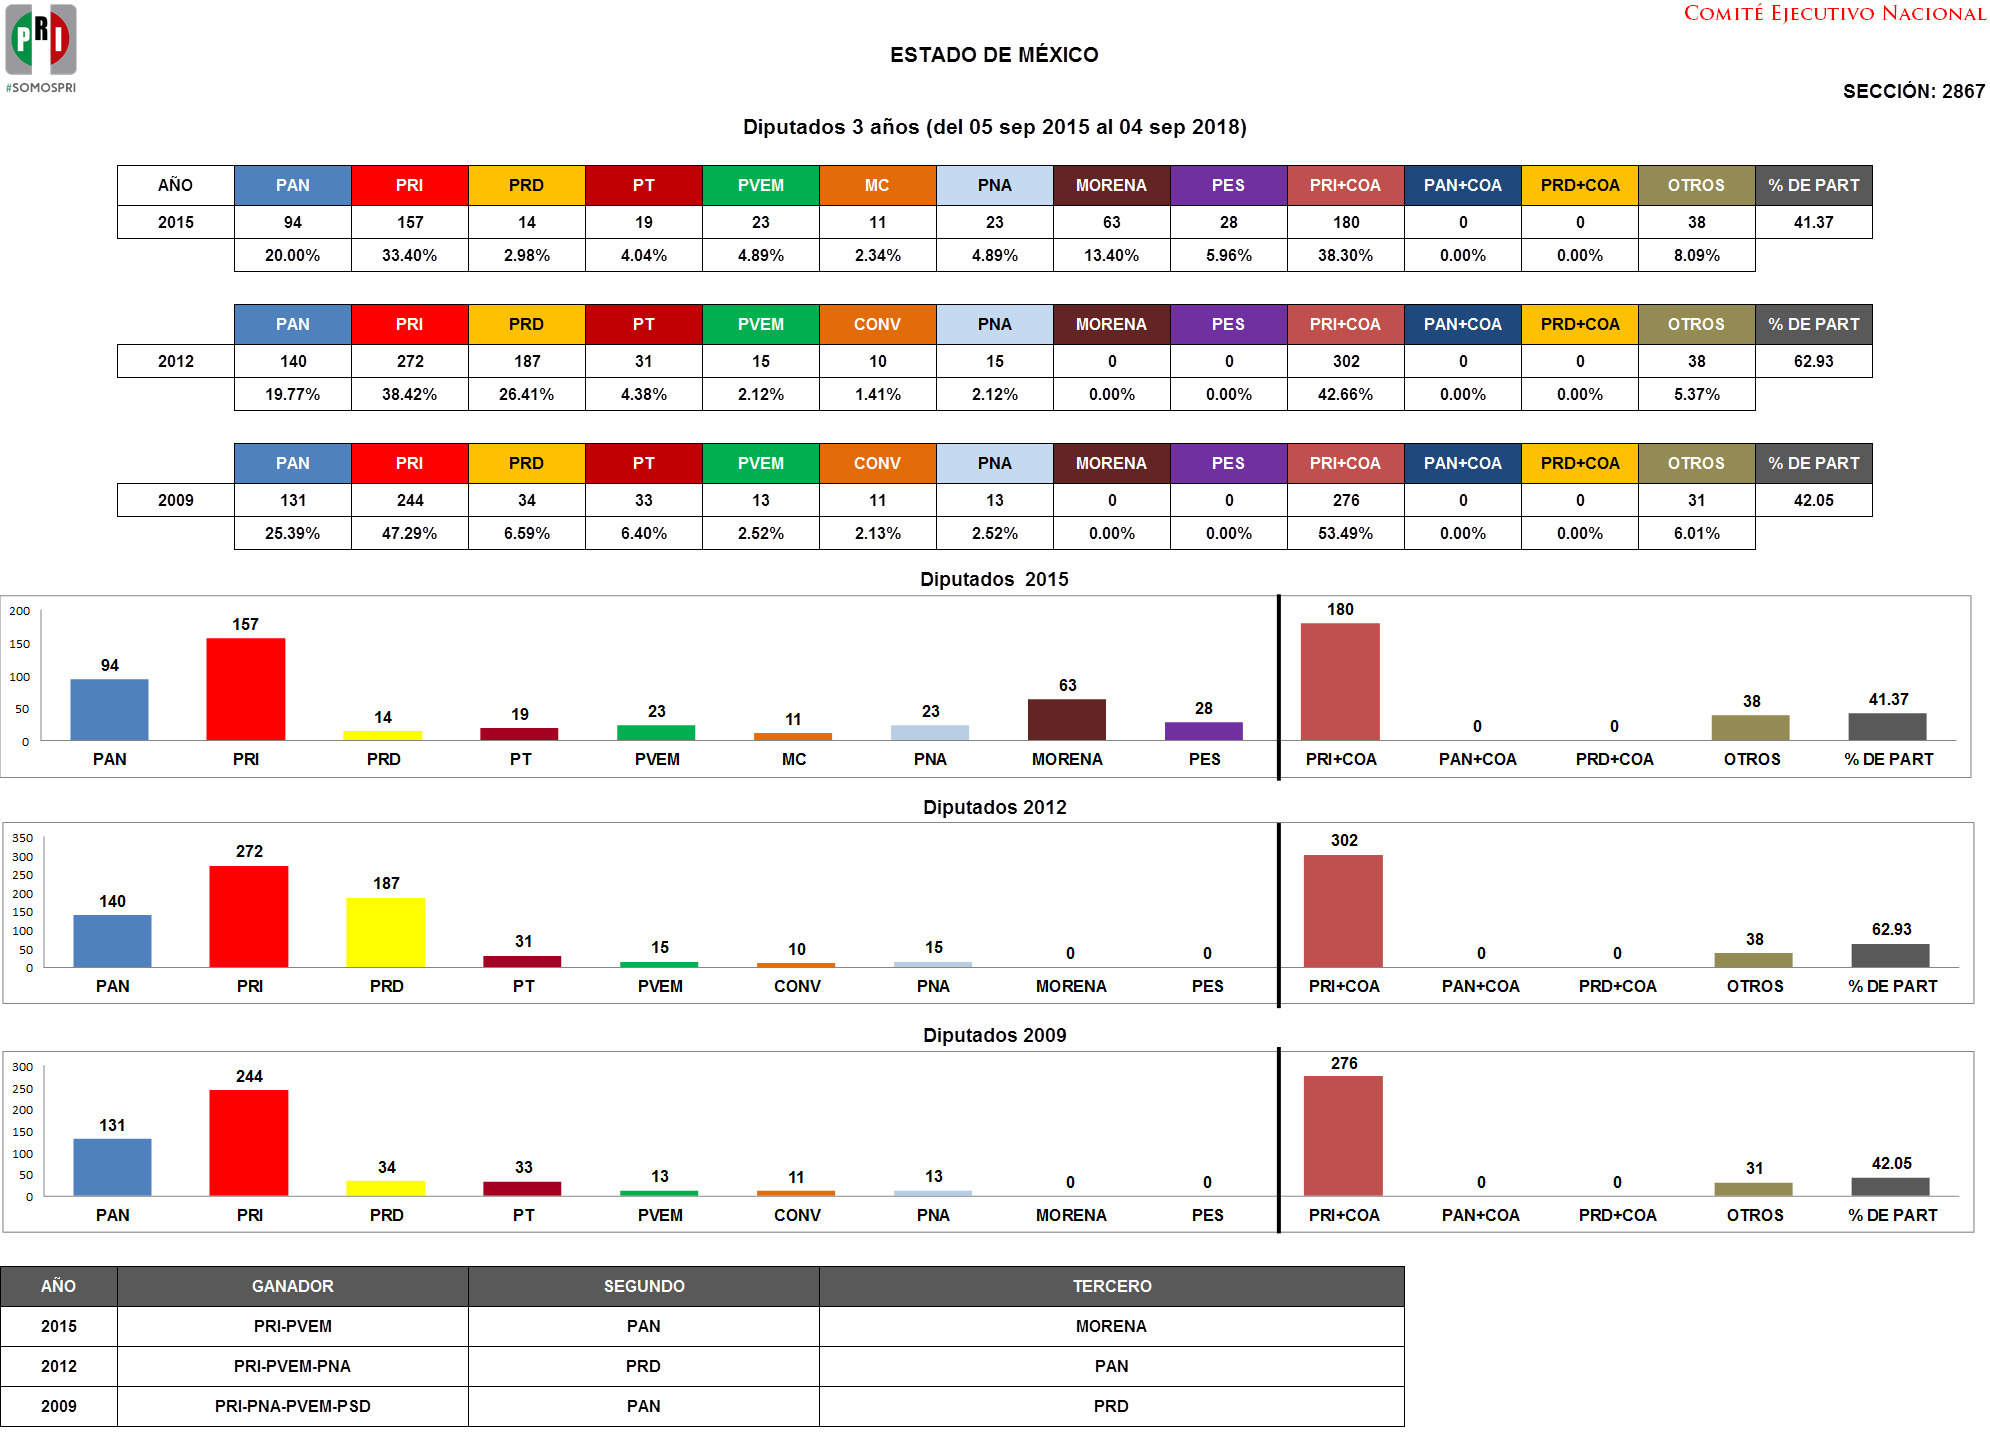 PRI
#SOMOSPRI
COMITÉ EJECUTIVO NACIONAL
ESTADO DE MÉXICO
SECCIÓN: 2867
Diputados 3 años (del 05 sep 2015 al 04 sep 2018)
AÑO PAN PRI PRD PT PVEM MC PNA MORENA PES PRI+COA PAN+COA PRD+COA OTROS % DE PART
2015 94 157 14 19 23 11 23 63 28 180 0 0 38 41.37
20.00% 33.40% 2.98% 4.04% 4.89% 2.34% 4.89% 13.40% 5.96% 38.30% 0.00% 0.00% 8.09%
PAN PRI PRD PT PVEM CONV PNA MORENA PES PRI+COA PAN+COA PRD+COA OTROS % DE PART
2012 140 272 187 31 15 10 15 0 0 302 0 0 38 62.93
19.77% 38.42% 26.41% 4.38% 2.12% 1.41% 2.12% 0.00% 0.00% 42.66% 0.00% 0.00% 5.37%
PAN PRI PRD PT PVEM CONV PNA MORENA PES PRI+COA PAN+COA PRD+COA OTROS % DE PART
2009 131 244 34 33 13 11 13 0 0 276 0 0 31 42.05
25.39% 47.29% 6.59% 6.40% 2.52% 2.13% 2.52% 0.00% 0.00% 53.49% 0.00% 0.00% 6.01%
Diputados 2015
200
150
100
50
0
94 157 14 19 23 11 23 63 28 180 0 0 38 41.37
PAN PRI PRD PT PVEM MC PNA MORENA PES PRI+COA PAN+COA PRD+COA OTROS % DE PART
Diputados 2012
350
300
250
200
150
100
50
0
140 272 187 31 15 10 15 0 0 302 0 0 38 62.93
PAN PRI PRD PT PVEM CONV PNA MORENA PES PRI+COA PAN+COA PRD+COA OTROS % DE PART
Diputados 2009
300
250
200
150
100
50
0
131 244 34 33 13 11 13 0 0 276 0 0 31 42.05
PAN PRI PRD PT PVEM CONV PNA MORENA PES PRI+COA PAN+COA PRD+COA OTROS % DE PART
AÑO GANADOR SEGUNDO TERCERO
2015 PRI-PVEM PAN MORENA
2012 PRI-PVEM-PNA PRD PAN
2009 PRI-PNA-PVEM-PSD PAN PRD